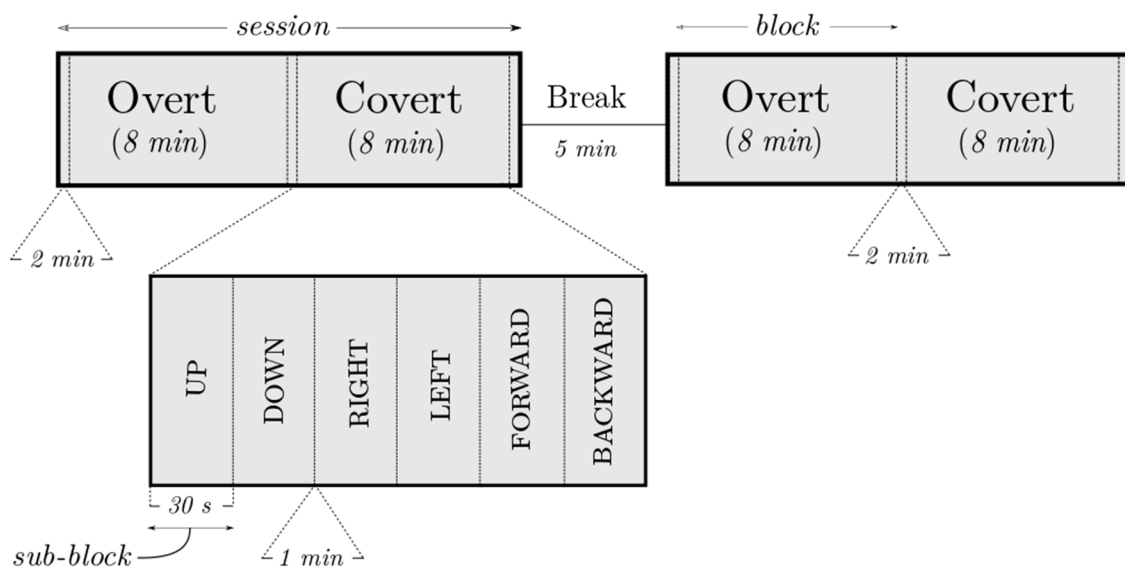 session
block
Overt
(8 min)
Covert
(8 min)
Break
5 min
Overt
(8 min)
Covert
(8 min)
2 min
2 min
UP
DOWN
RIGHT
LEFT
FORWARD
BACKWARD
30 s
sub-block
1 min